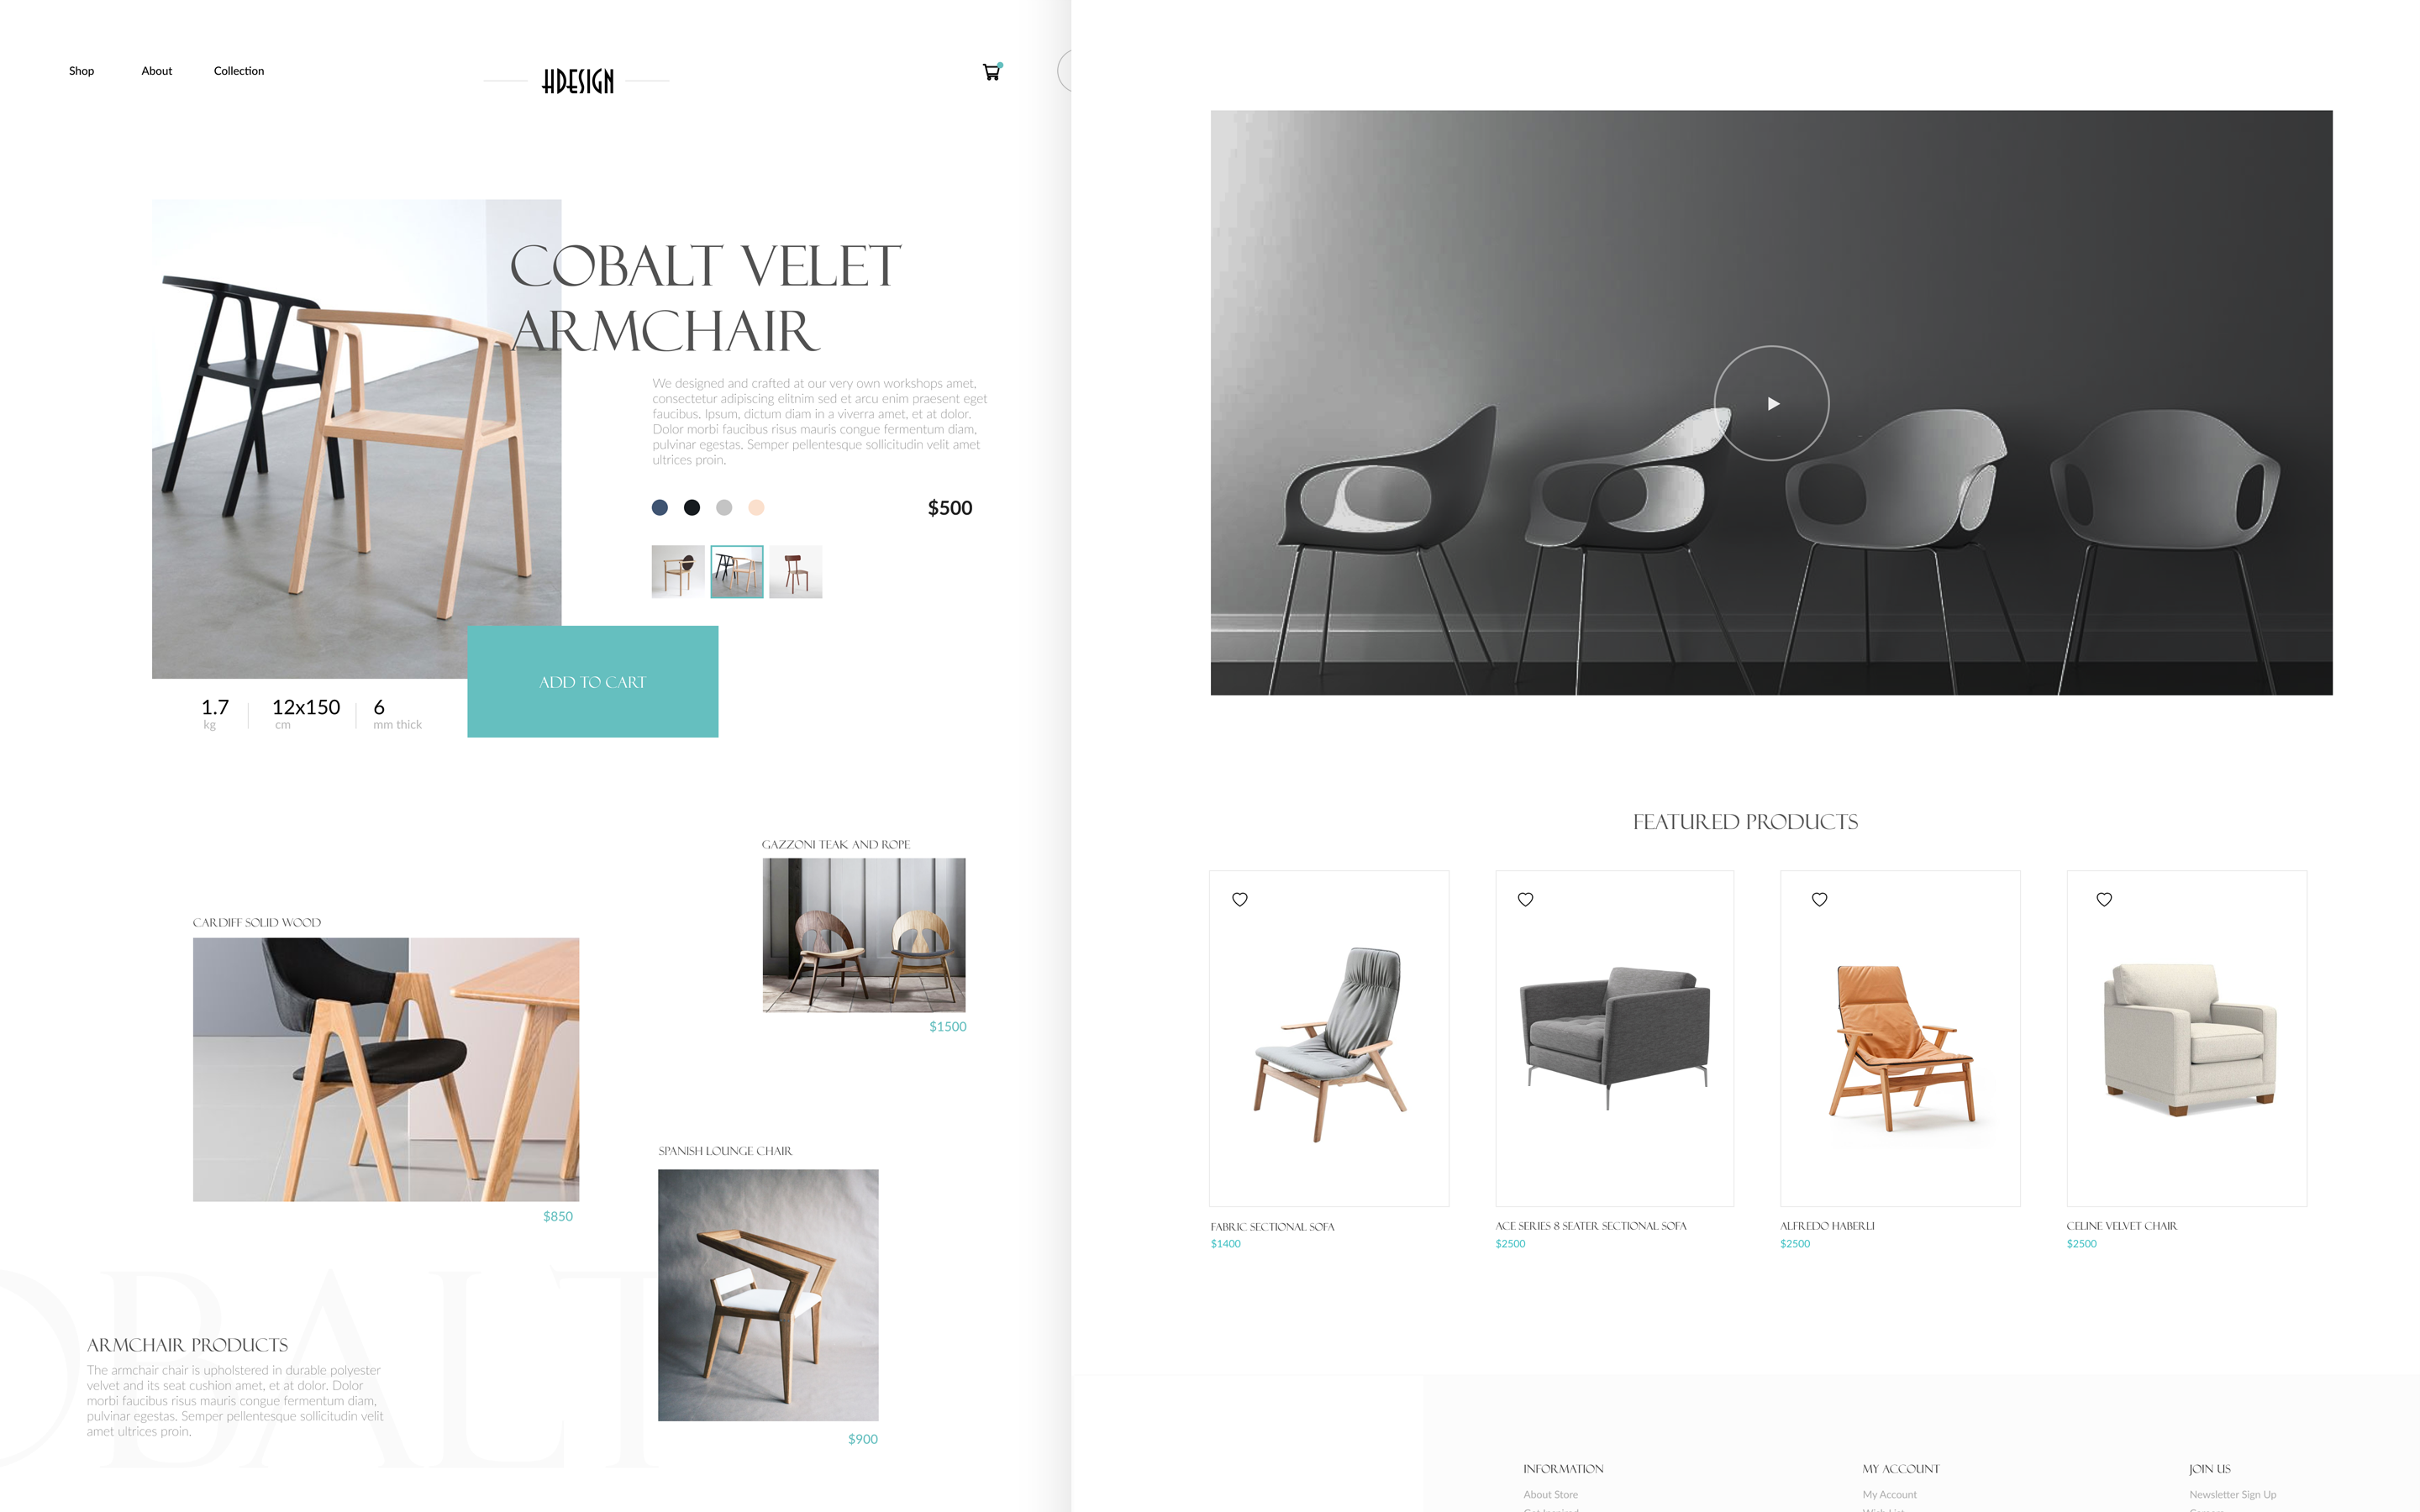 Shop
About
Collection
HDESIGN
COBALT VELET
ARMCHAIR
We designed and crafted at our very own workshops amet,
consectetur adipiscing elitnim sed et arcu enim praesent eget
faucibus. Ipsum, dictum diam in a viverra amet, et at dolor.
Dolor morbi faucibus risus mauris congue fermentum diam,
pulvinar egestas. Semper pellentesque sollicitudin velit amet
ultrices proin.
$500
ADD TO CART
1.7
kg
12x150
cm
6
mm thick
GAZZONI TEAK AND ROPE
$1500
CARDIFF SOLID WOOD
$850
SPANISH LOUNGE CHAIR
$900
OBALT
ARMCHAIR PRODUCTS
The armchair chair is upholstered in durable polyester
velvet and its seat cushion amet, et at dolor. Dolor
morbi faucibus risus mauris congue fermentum diam,
pulvinar egestas. Semper pellentesque sollicitudin velit
amet ultrices proin.
FEATURED PRODUCTS
FABRIC SECTIONAL SOFA
$1400
ACE SERIES 8 SEATER SECTIONAL SOFA
$2500
ALFREDO HABERLI
$2500
CELINE VELVET CHAIR
$2500
INFORMATION
About Store
MY ACCOUNT
My Account
JOIN US
Newsletter Sign Up